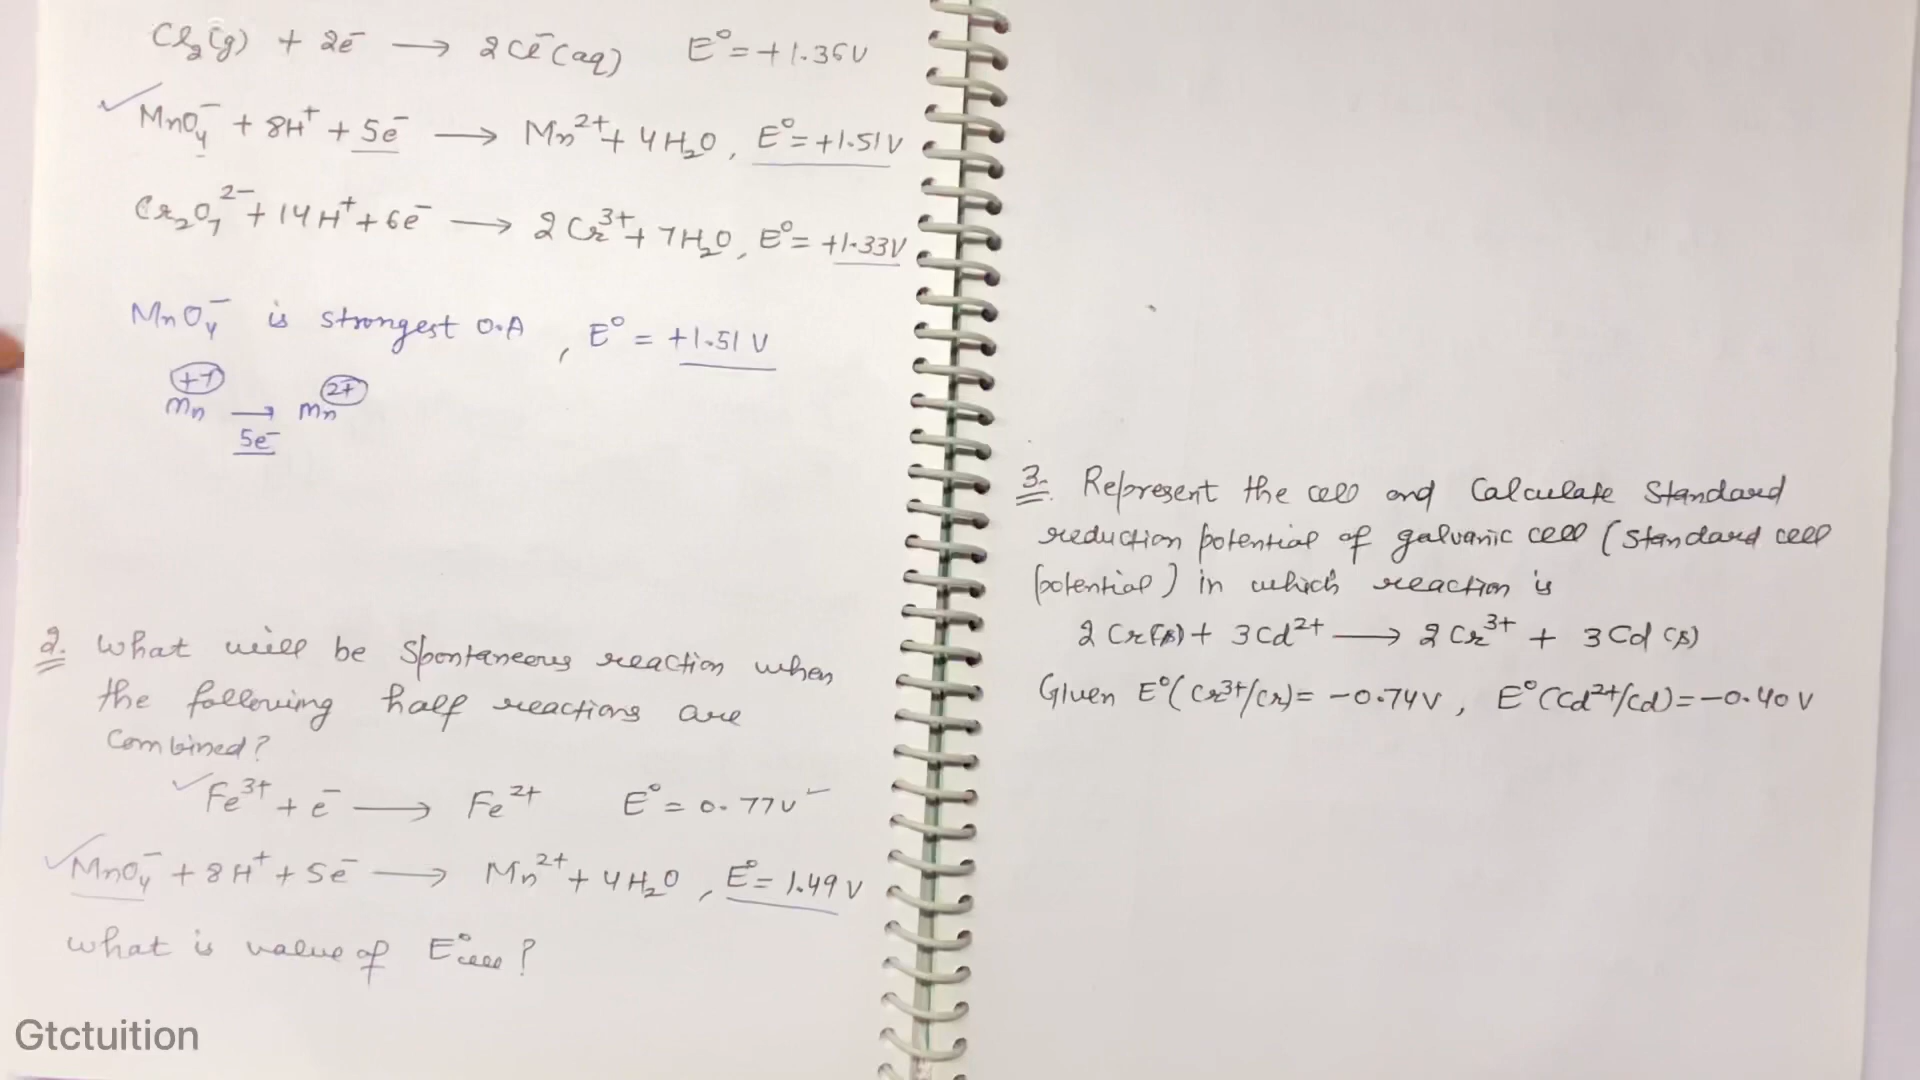 Cl₂(g) + 2e⁻ → 2Cl⁻(aq) E° = +1.36V
MnO₄⁻ + 8H⁺ + 5e⁻ → Mn²⁺ + 4H₂O, E° = +1.51V
Cr₂O₇²⁻ + 14H⁺ + 6e⁻ → 2Cr³⁺ + 7H₂O, E° = +1.33V
MnO₄⁻ is strongest O.A, E° = +1.51 V
+7 2+
Mn → Mn
5e⁻
2. What will be Spontaneous reaction when
the following half reactions are
Combined?
Fe³⁺ + e⁻ → Fe²⁺ E° = 0.77V
MnO₄⁻ + 8H⁺ + 5e⁻ → Mn²⁺ + 4H₂O, E° = 1.49 V
what is value of E°cell?
3. Represent the cell and Calculate Standard
reduction potential of galvanic cell (Standard cell
potential) in which reaction is
2Cr(s) + 3Cd²⁺ → 2Cr³⁺ + 3Cd(s)
Given E°(Cr³⁺/Cr) = -0.74V, E°(Cd²⁺/Cd) = -0.40V
Gtctuition